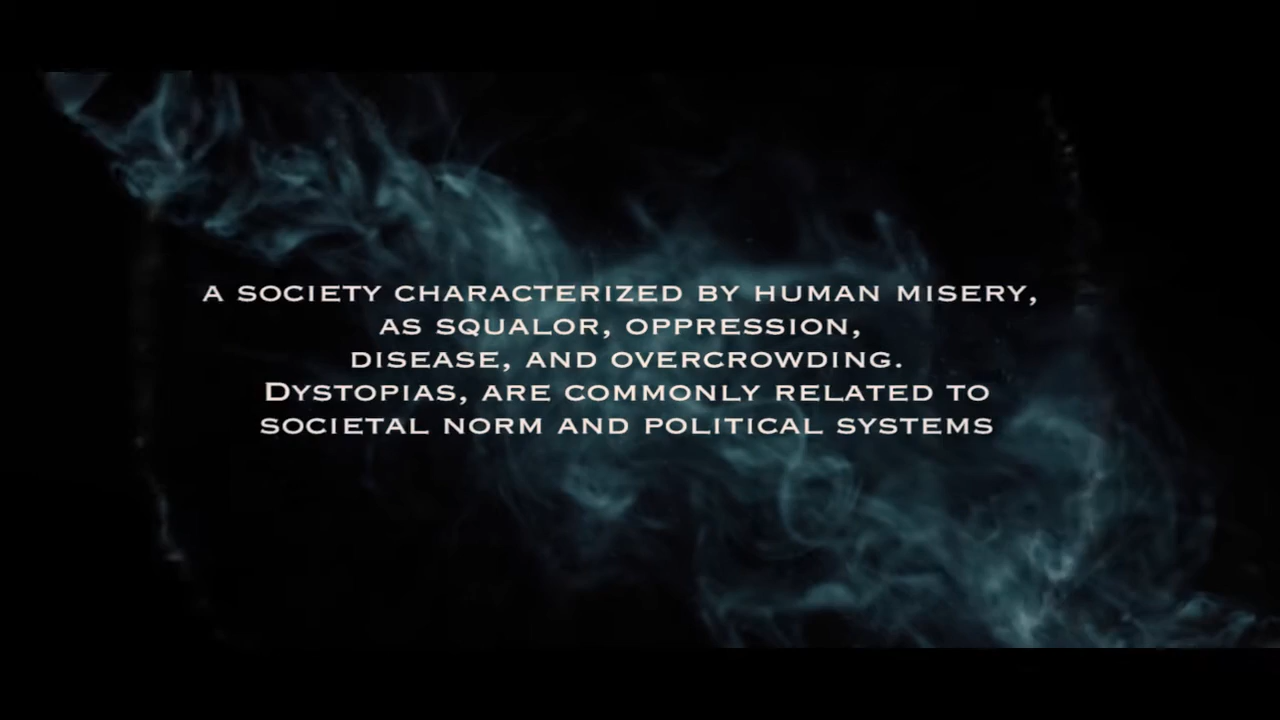 A SOCIETY CHARACTERIZED BY HUMAN MISERY,
AS SQUALOR, OPPRESSION,
DISEASE, AND OVERCROWDING.
DYSTOPIAS, ARE COMMONLY RELATED TO
SOCIETAL NORM AND POLITICAL SYSTEMS